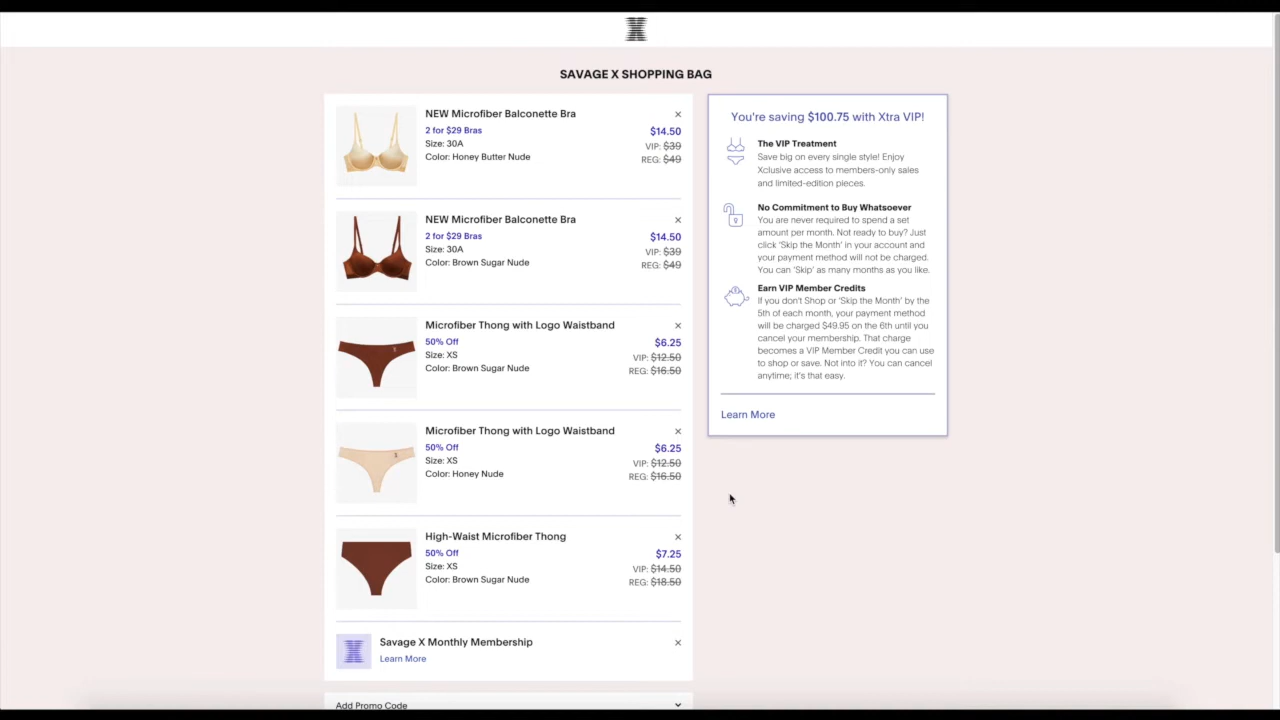 SAVAGE X SHOPPING BAG
NEW Microfiber Balconette Bra
2 for $29 Bras
Size: 30A
Color: Honey Butter Nude
$14.50
VIP: $39
REG: $49
NEW Microfiber Balconette Bra
2 for $29 Bras
Size: 30A
Color: Brown Sugar Nude
$14.50
VIP: $39
REG: $49
Microfiber Thong with Logo Waistband
50% Off
Size: XS
Color: Brown Sugar Nude
$6.25
VIP: $12.50
REG: $16.50
Microfiber Thong with Logo Waistband
50% Off
Size: XS
Color: Honey Nude
$6.25
VIP: $12.50
REG: $16.50
High-Waist Microfiber Thong
50% Off
Size: XS
Color: Brown Sugar Nude
$7.25
VIP: $14.50
REG: $18.50
Savage X Monthly Membership
Learn More
Add Promo Code
You're saving $100.75 with Xtra VIP!
The VIP Treatment
Save big on every single style! Enjoy
Xclusive access to members-only sales
and limited-edition pieces.
No Commitment to Buy Whatsoever
You are never required to spend a set
amount per month. Not ready to buy? Just
click 'Skip the Month' in your account and
your payment method will not be charged.
You can 'Skip' as many months as you like.
Earn VIP Member Credits
If you don't Shop or 'Skip the Month' by the
5th of each month, your payment method
will be charged $49.95 on the 6th until you
cancel your membership. That charge
becomes a VIP Member Credit you can use
to shop or save. Not into it? You can cancel
anytime; it's that easy.
Learn More